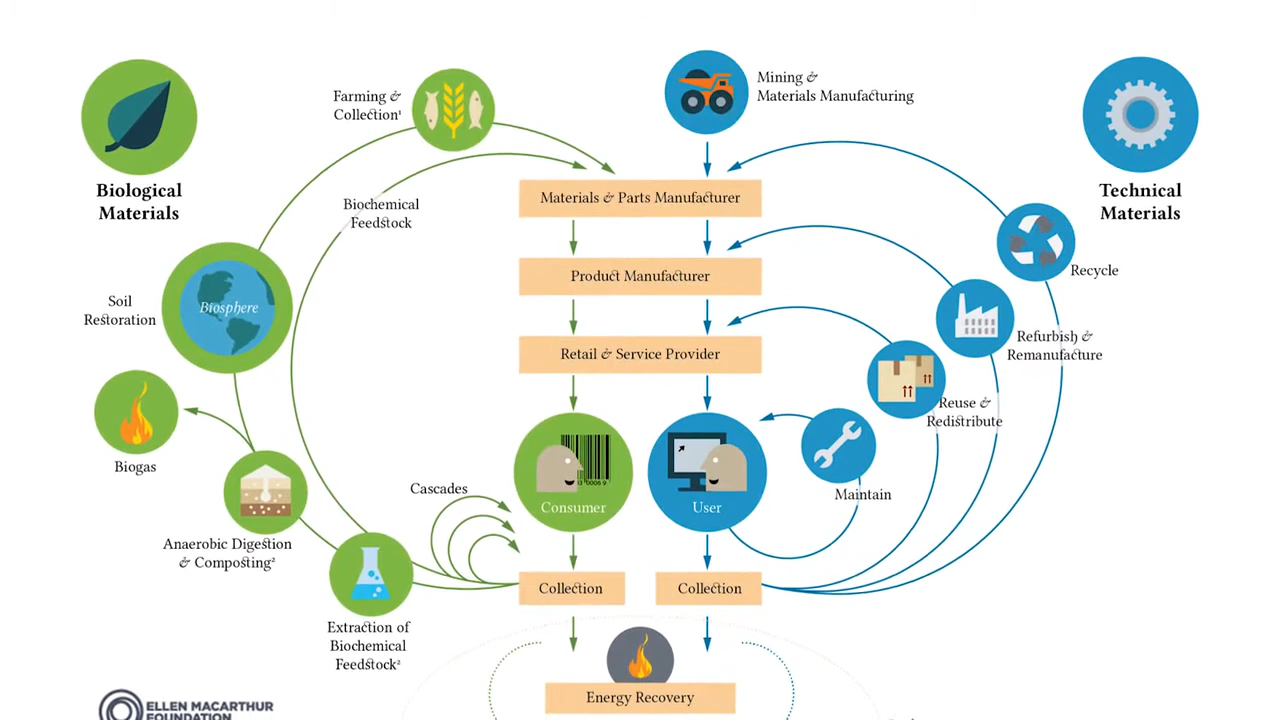 Mining &
Materials Manufacturing
Farming &
Collection¹
Biological
Materials
Technical
Materials
Materials & Parts Manufacturer
Biochemical
Feedstock
Recycle
Product Manufacturer
Soil
Restoration
Biosphere
Refurbish &
Remanufacture
Retail & Service Provider
Reuse &
Redistribute
Biogas
Cascades
Maintain
Consumer
User
Anaerobic Digestion
& Composting²
Collection
Collection
Extraction of
Biochemical
Feedstock²
Energy Recovery
ELLEN MACARTHUR
FOUNDATION